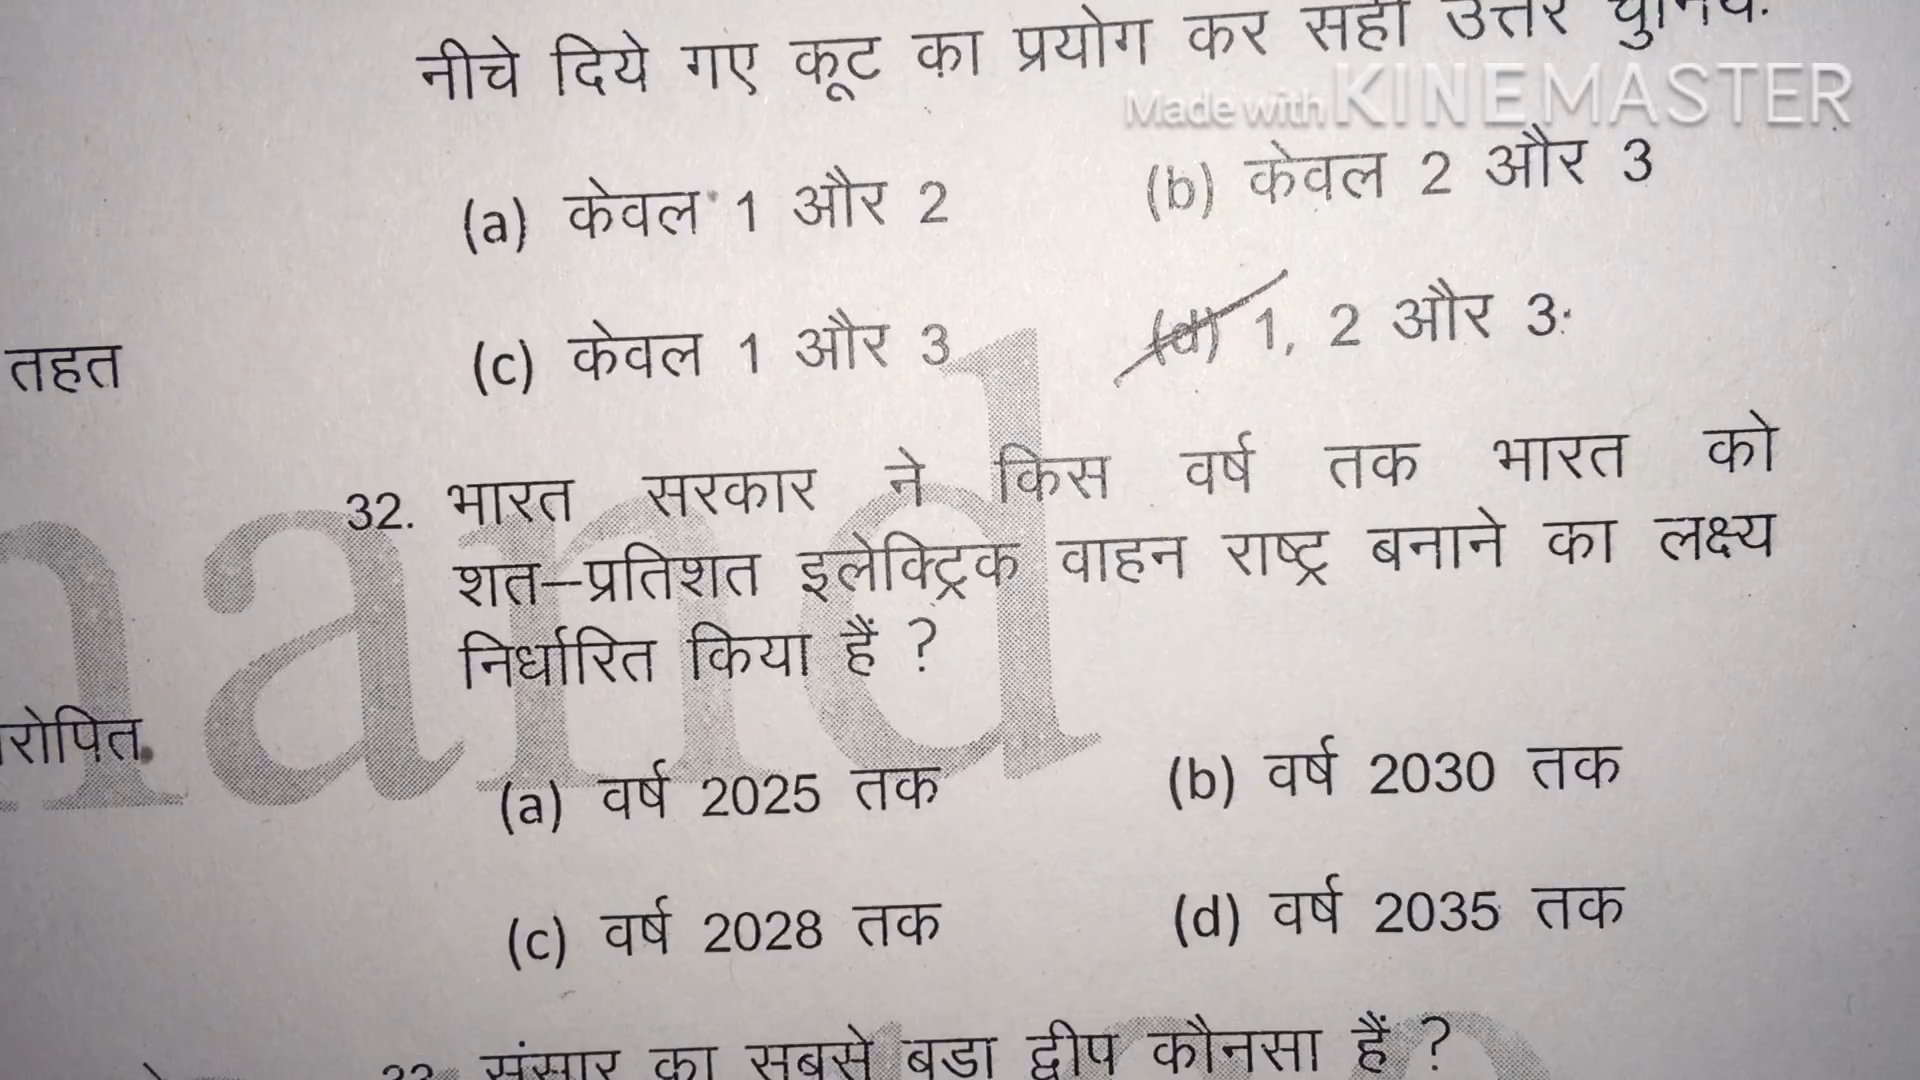 नीचे दिये गए कूट का प्रयोग कर सही उत्तर चुनिये.
Made with KINEMASTER
(a) केवल 1 और 2 (b) केवल 2 और 3
(c) केवल 1 और 3 (d) 1, 2 और 3
तहत
32. भारत सरकार ने किस वर्ष तक भारत को
शत–प्रतिशत इलेक्ट्रिक वाहन राष्ट्र बनाने का लक्ष्य
निर्धारित किया हैं ?
रोपित
(a) वर्ष 2025 तक (b) वर्ष 2030 तक
(c) वर्ष 2028 तक (d) वर्ष 2035 तक
संसार का सबसे बडा द्वीप कौनसा हैं ?
and